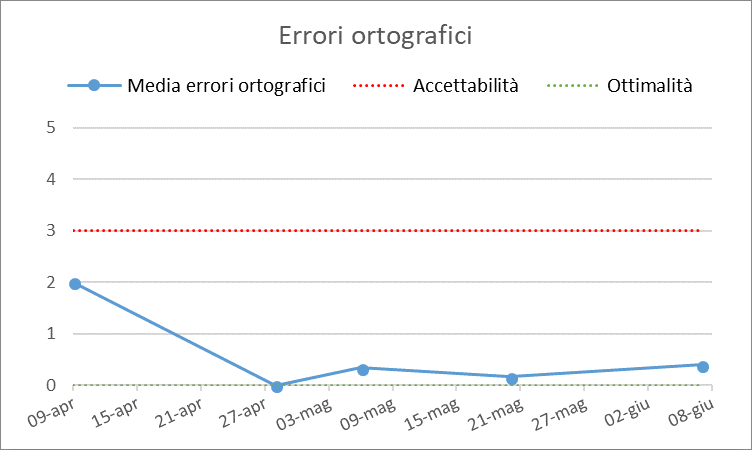 Errori ortografici
Media errori ortografici Accettabilità Ottimalità
5
4
3
2
1
0
09-apr 15-apr 21-apr 27-apr 03-mag 09-mag 15-mag 21-mag 27-mag 02-giu 08-giu